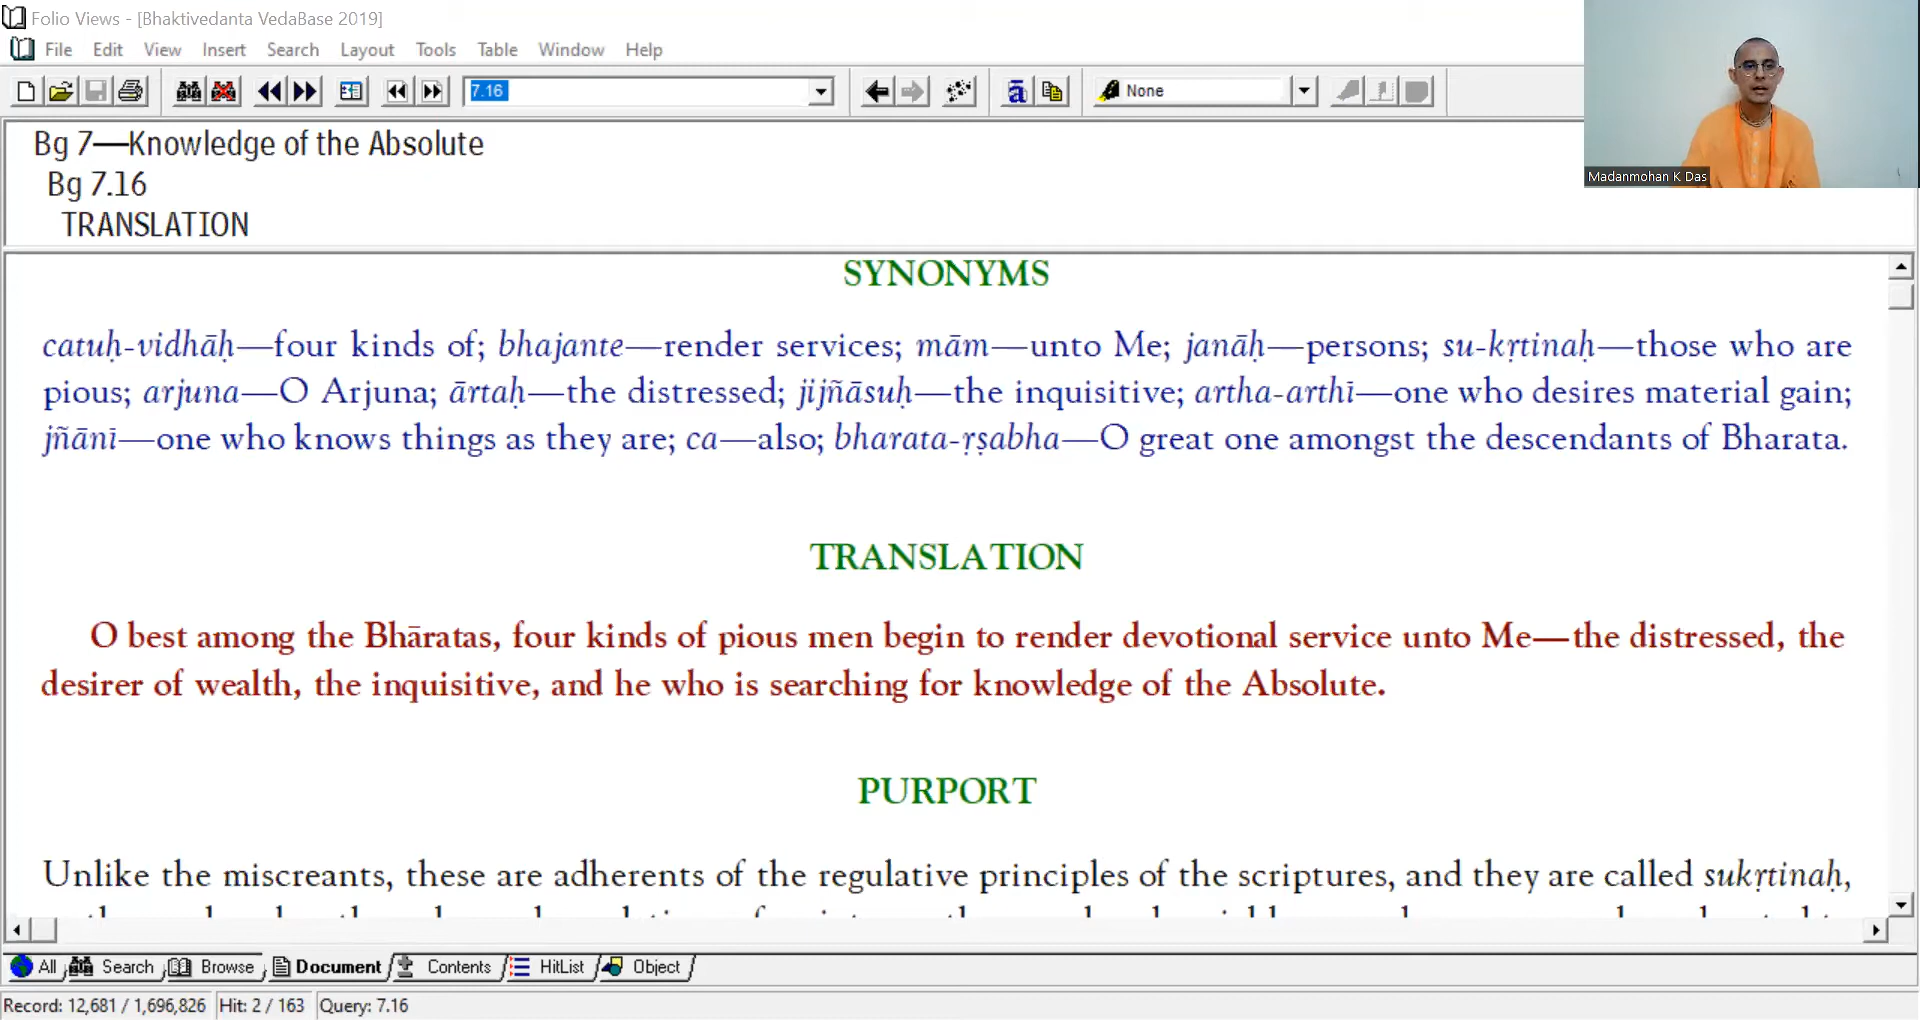 Folio Views - [Bhaktivedanta VedaBase 2019]
File Edit View Insert Search Layout Tools Table Window Help
7.16
None
Bg 7—Knowledge of the Absolute
Bg 7.16
TRANSLATION
Madanmohan K Das
SYNONYMS
catuḥ-vidhāḥ—four kinds of; bhajante—render services; mām—unto Me; janāḥ—persons; su-kṛtinaḥ—those who are
pious; arjuna—O Arjuna; ārtaḥ—the distressed; jijñāsuḥ—the inquisitive; artha-arthī—one who desires material gain;
jñānī—one who knows things as they are; ca—also; bharata-ṛṣabha—O great one amongst the descendants of Bharata.
TRANSLATION
O best among the Bhāratas, four kinds of pious men begin to render devotional service unto Me—the distressed, the
desirer of wealth, the inquisitive, and he who is searching for knowledge of the Absolute.
PURPORT
Unlike the miscreants, these are adherents of the regulative principles of the scriptures, and they are called sukṛtinaḥ,
All Search Browse Document Contents HitList Object
Record: 12,681 / 1,696,826 Hit: 2 / 163 Query: 7.16